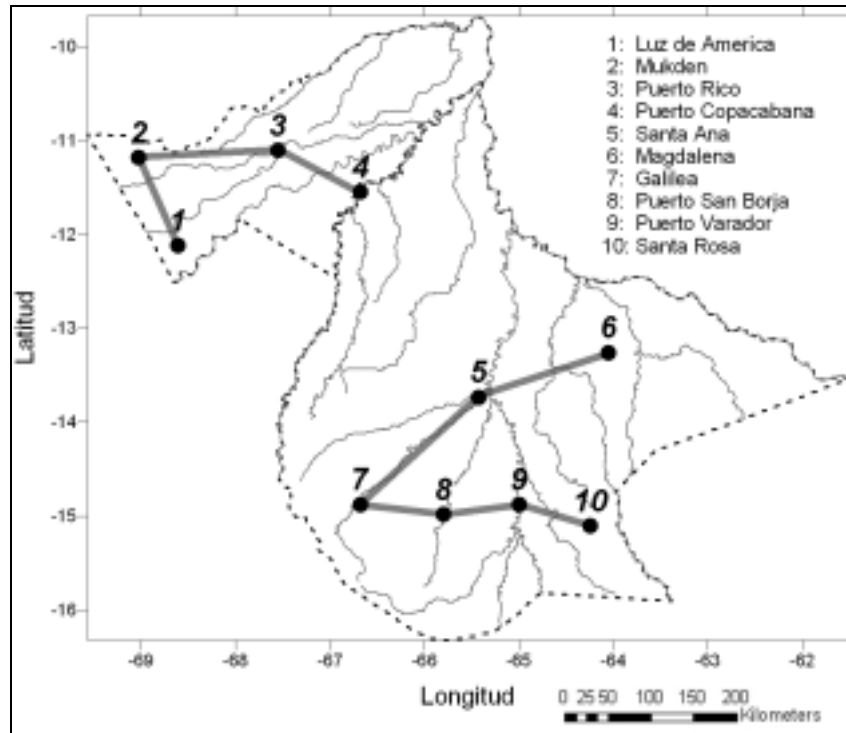 -10
1: Luz de America
2: Mukden
3: Puerto Rico
4: Puerto Copacabana
5: Santa Ana
6: Magdalena
7: Galilea
8: Puerto San Borja
9: Puerto Varador
10: Santa Rosa
-11
2
3
4
1
-12
Latitud
-13
6
5
-14
7
8
9
10
-15
-16
-69 -68 -67 -66 -65 -64 -63 -62
Longitud
0 25 50 100 150 200
Kilometers